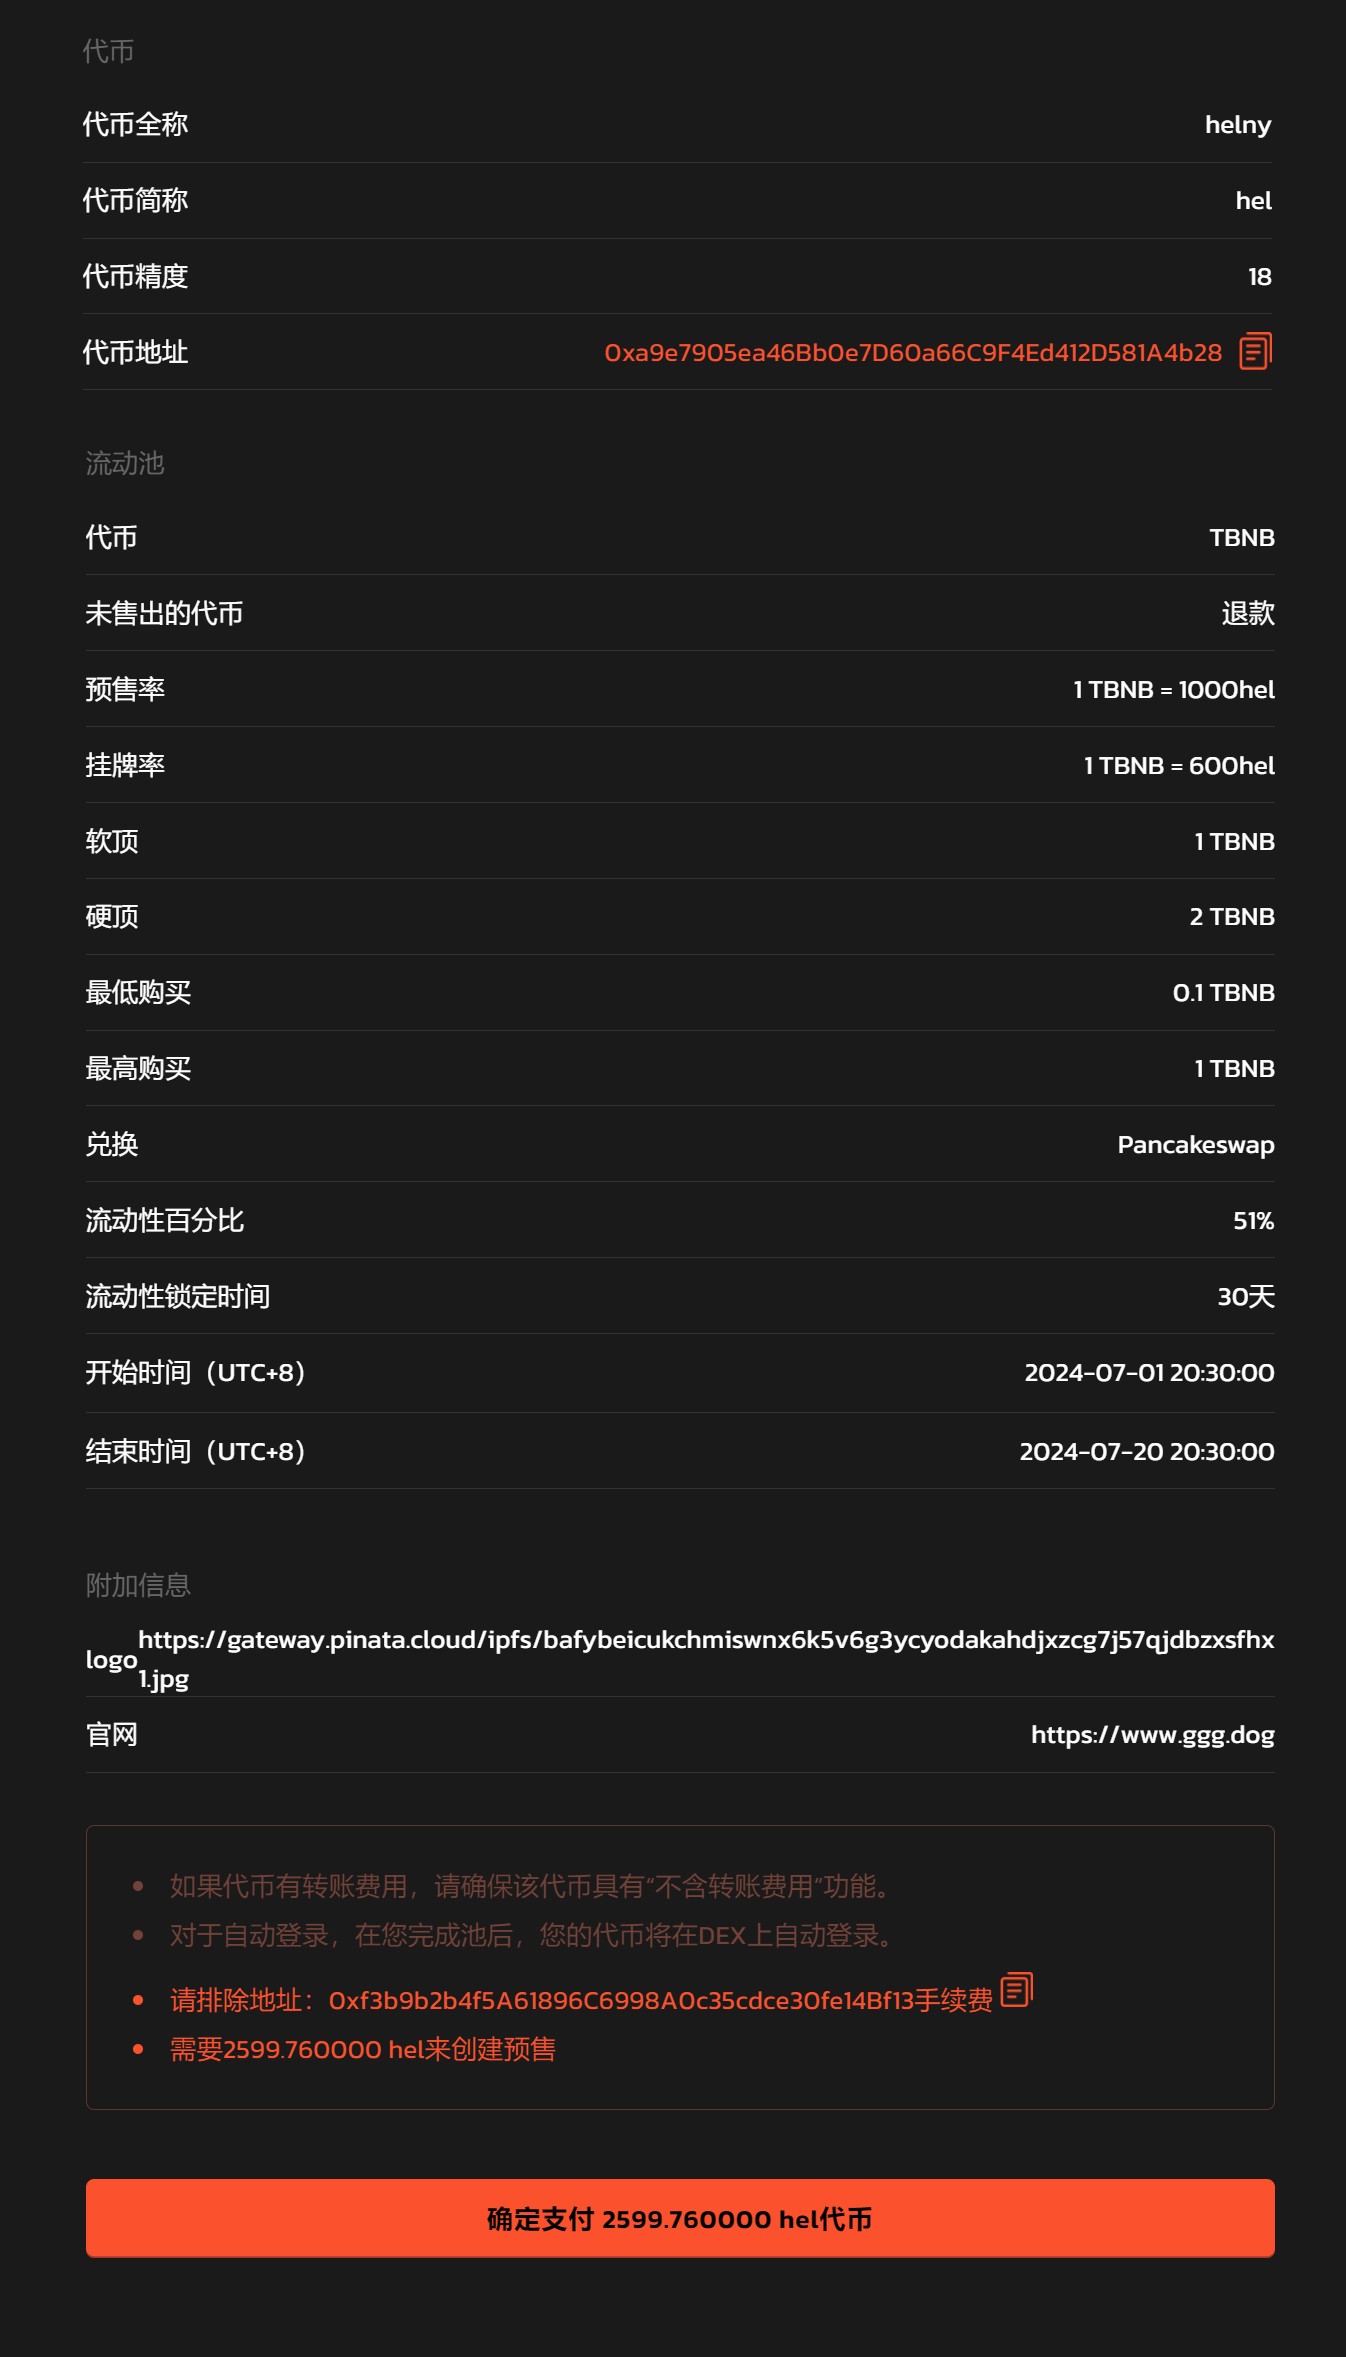 代币
代币全称 helny
代币简称 hel
代币精度 18
代币地址 0xa9e7905ea46Bb0e7D60a66C9F4Ed412D581A4b28
流动池
代币 TBNB
未售出的代币 退款
预售率 1 TBNB = 1000hel
挂牌率 1 TBNB = 600hel
软顶 1 TBNB
硬顶 2 TBNB
最低购买 0.1 TBNB
最高购买 1 TBNB
兑换 Pancakeswap
流动性百分比 51%
流动性锁定时间 30天
开始时间（UTC+8） 2024-07-01 20:30:00
结束时间（UTC+8） 2024-07-20 20:30:00
附加信息
logo https://gateway.pinata.cloud/ipfs/bafybeicukchmiswnx6k5v6g3ycyodakahdjxzcg7j57qjdbzxsfhx
1.jpg
官网 https://www.ggg.dog
如果代币有转账费用，请确保该代币具有“不含转账费用”功能。
对于自动登录，在您完成池后，您的代币将在DEX上自动登录。
请排除地址：0xf3b9b2b4f5A61896C6998A0c35cdce30fe14Bf13手续费
需要2599.760000 hel来创建预售
确定支付 2599.760000 hel代币